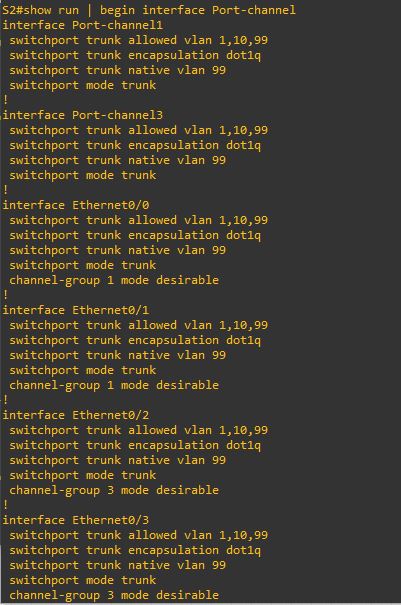 S2#show run | begin interface Port-channel
interface Port-channel1
 switchport trunk allowed vlan 1,10,99
 switchport trunk encapsulation dot1q
 switchport trunk native vlan 99
 switchport mode trunk
!
interface Port-channel3
 switchport trunk allowed vlan 1,10,99
 switchport trunk encapsulation dot1q
 switchport trunk native vlan 99
 switchport mode trunk
!
interface Ethernet0/0
 switchport trunk allowed vlan 1,10,99
 switchport trunk encapsulation dot1q
 switchport trunk native vlan 99
 switchport mode trunk
 channel-group 1 mode desirable
!
interface Ethernet0/1
 switchport trunk allowed vlan 1,10,99
 switchport trunk encapsulation dot1q
 switchport trunk native vlan 99
 switchport mode trunk
 channel-group 1 mode desirable
!
interface Ethernet0/2
 switchport trunk allowed vlan 1,10,99
 switchport trunk encapsulation dot1q
 switchport trunk native vlan 99
 switchport mode trunk
 channel-group 3 mode desirable
!
interface Ethernet0/3
 switchport trunk allowed vlan 1,10,99
 switchport trunk encapsulation dot1q
 switchport trunk native vlan 99
 switchport mode trunk
 channel-group 3 mode desirable